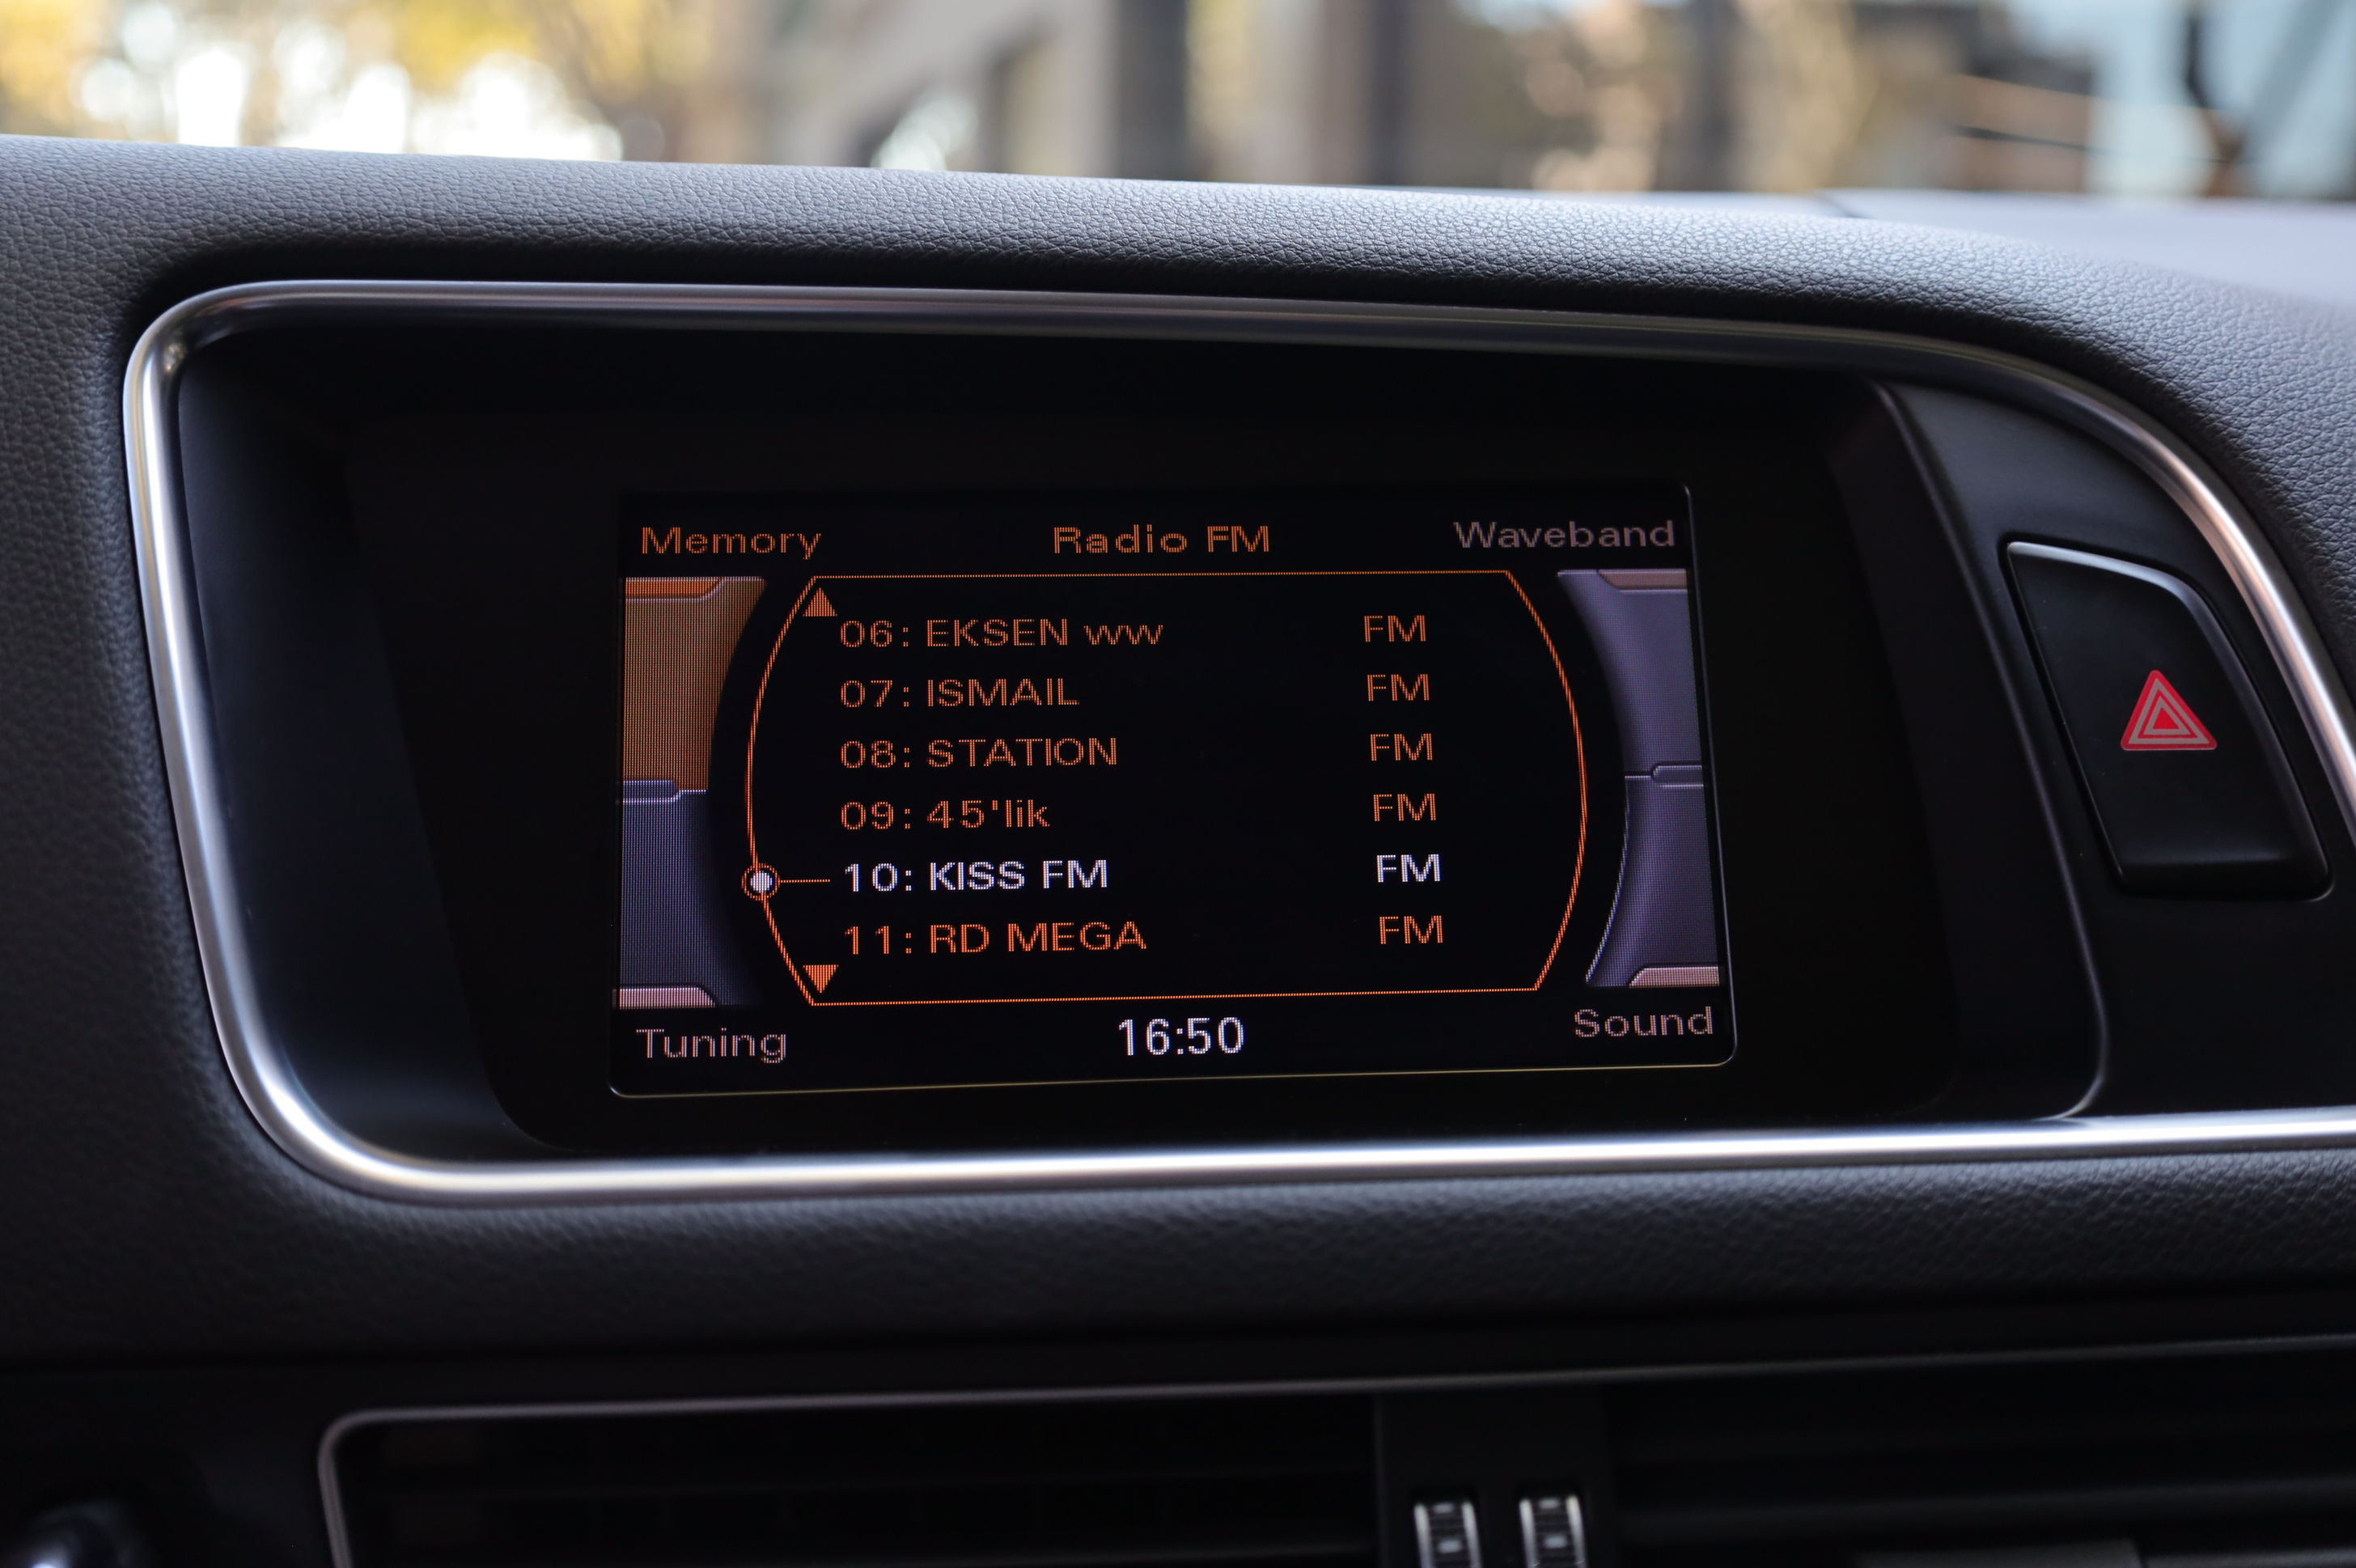 Memory Radio FM Waveband
06: EKSEN ww FM
07: ISMAIL FM
08: STATION FM
09: 45'lik FM
10: KISS FM FM
11: RD MEGA FM
Tuning 16:50 Sound